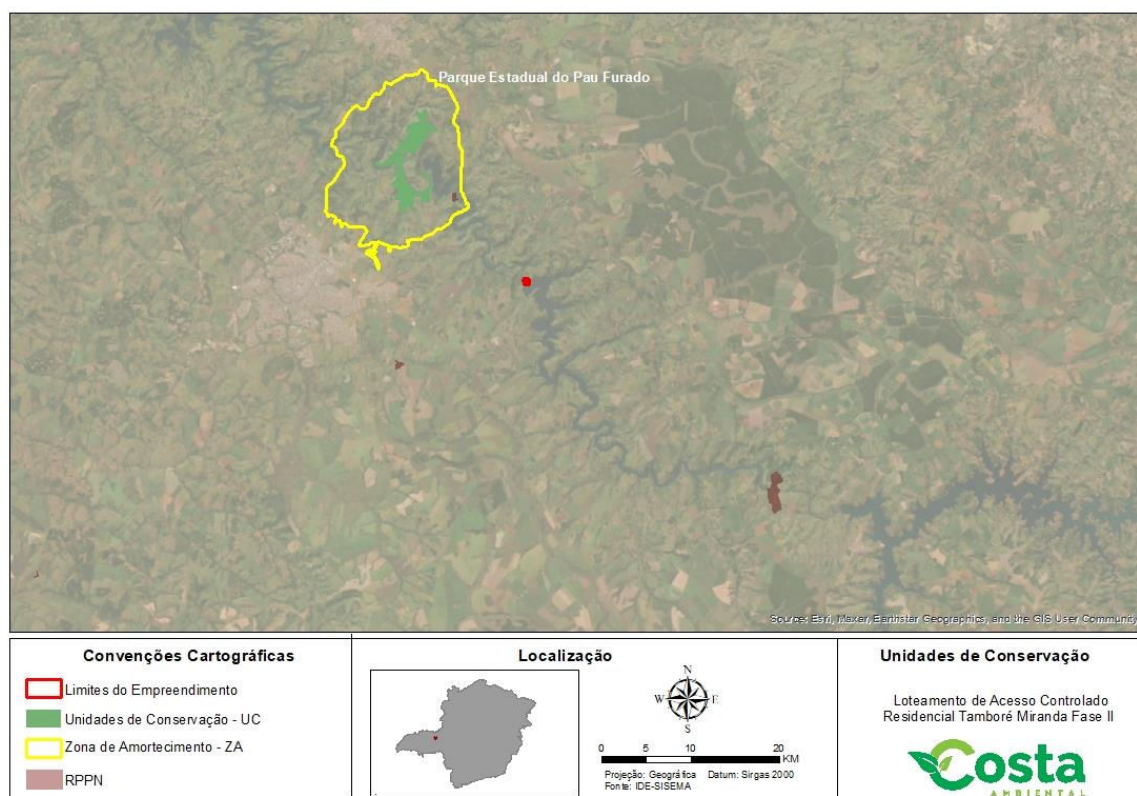 Parque Estadual do Pau Furado
Source: Esri, Maxar, Earthstar Geographics, and the GIS User Community
Convenções Cartográficas
Limites do Empreendimento
Unidades de Conservação - UC
Zona de Amortecimento - ZA
RPPN
Localização
N
W
E
S
0 5 10 20
KM
Projeção: Geográfica Datum: Sirgas 2000
Fonte: IDE-SISEMA
Unidades de Conservação
Loteamento de Acesso Controlado
Residencial Tamboré Miranda Fase II
Costa
AMBIENTAL